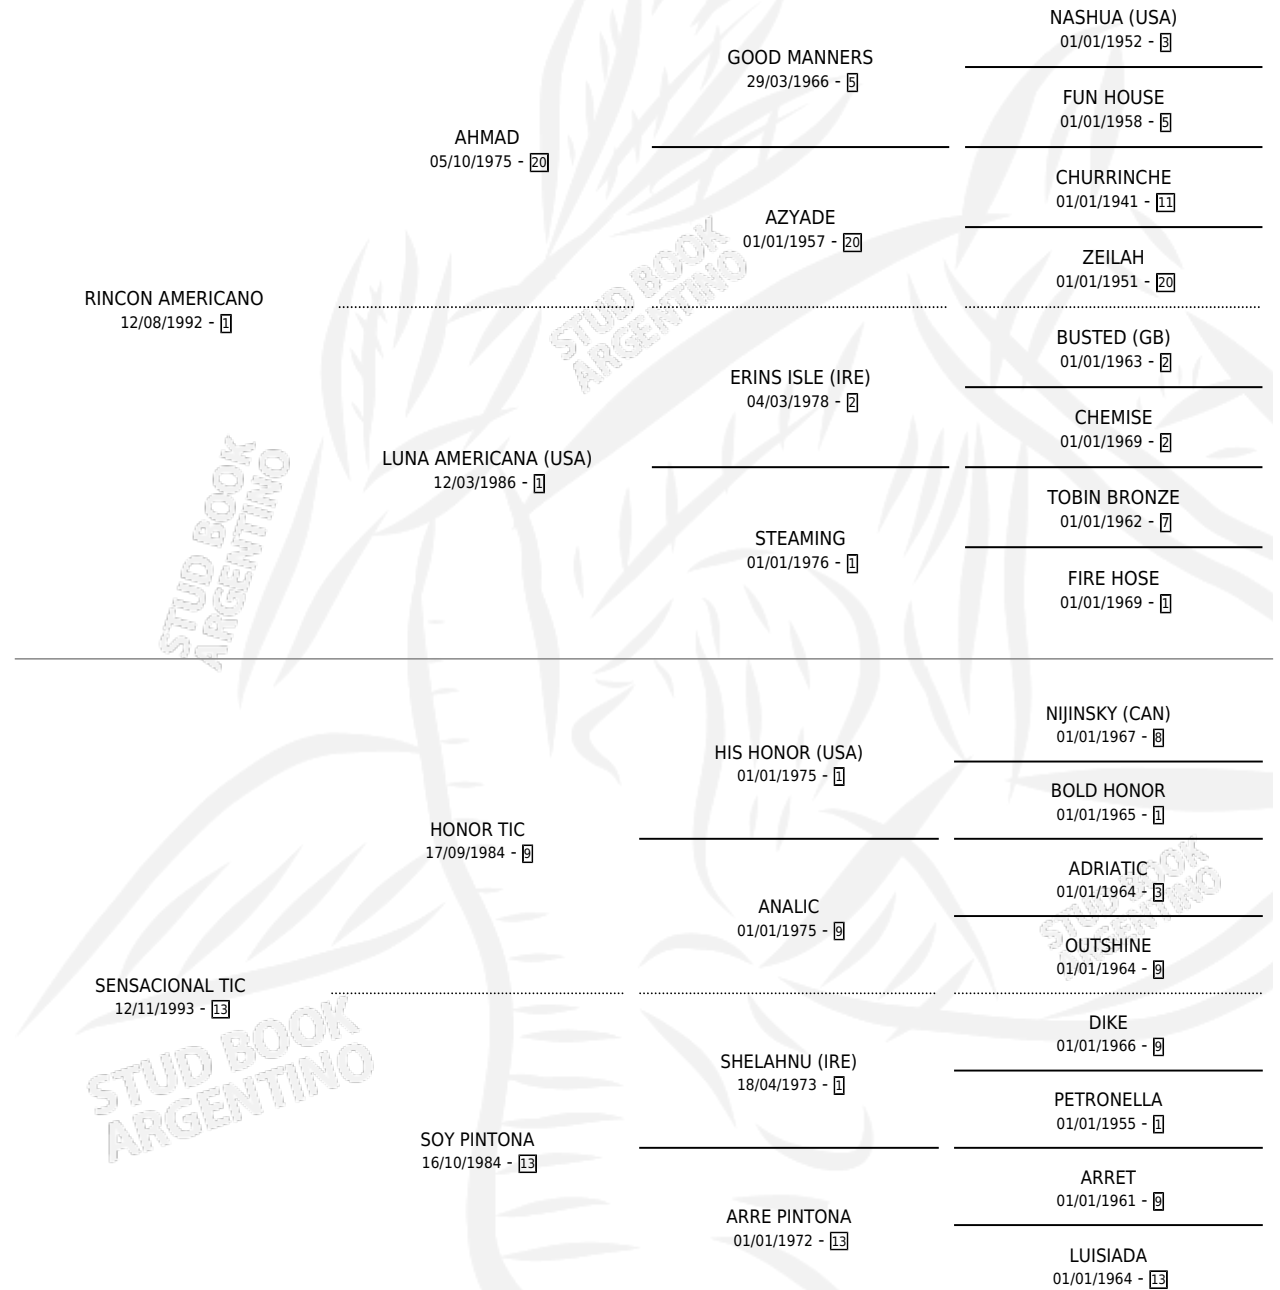 NASHUA (USA)
01/01/1952 - 3
GOOD MANNERS
29/03/1966 - 5
FUN HOUSE
01/01/1958 - 5
AHMAD
05/10/1975 - 20
CHURRINCHE
01/01/1941 - 11
AZYADE
01/01/1957 - 20
ZEILAH
01/01/1951 - 20
RINCON AMERICANO
12/08/1992 - 1
STUD BOOK
ARGENTINO
BUSTED (GB)
01/01/1963 - 2
ERINS ISLE (IRE)
04/03/1978 - 2
CHEMISE
01/01/1969 - 2
LUNA AMERICANA (USA)
12/03/1986 - 1
TOBIN BRONZE
01/01/1962 - 7
STEAMING
01/01/1976 - 1
FIRE HOSE
01/01/1969 - 1
STUD BOOK
ARGENTINO
NIJINSKY (CAN)
01/01/1967 - 8
HIS HONOR (USA)
01/01/1975 - 1
BOLD HONOR
01/01/1965 - 1
HONOR TIC
17/09/1984 - 9
ADRIATIC
01/01/1964 - 3
ANALIC
01/01/1975 - 9
OUTSHINE
01/01/1964 - 9
STUD BOOK
ARGENTINO
SENSACIONAL TIC
12/11/1993 - 13
DIKE
01/01/1966 - 9
SHELAHNU (IRE)
18/04/1973 - 1
PETRONELLA
01/01/1955 - 1
STUD BOOK
ARGENTINO
SOY PINTONA
16/10/1984 - 13
ARRET
01/01/1961 - 9
ARRE PINTONA
01/01/1972 - 13
LUISIADA
01/01/1964 - 13